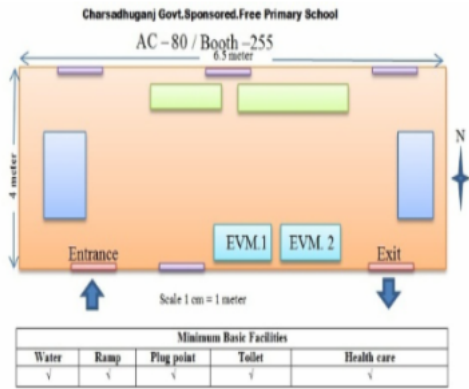 Charsadhuganj Govt.Sponsored.Free Primary School
AC – 80 / Booth –255
6.5 meter
4 meter
N
EVM.1 EVM. 2
Entrance Exit
Scale 1 cm = 1 meter
Minimum Basic Facilities
Water Ramp Plug point Toilet Health care
√ √ √ √ √